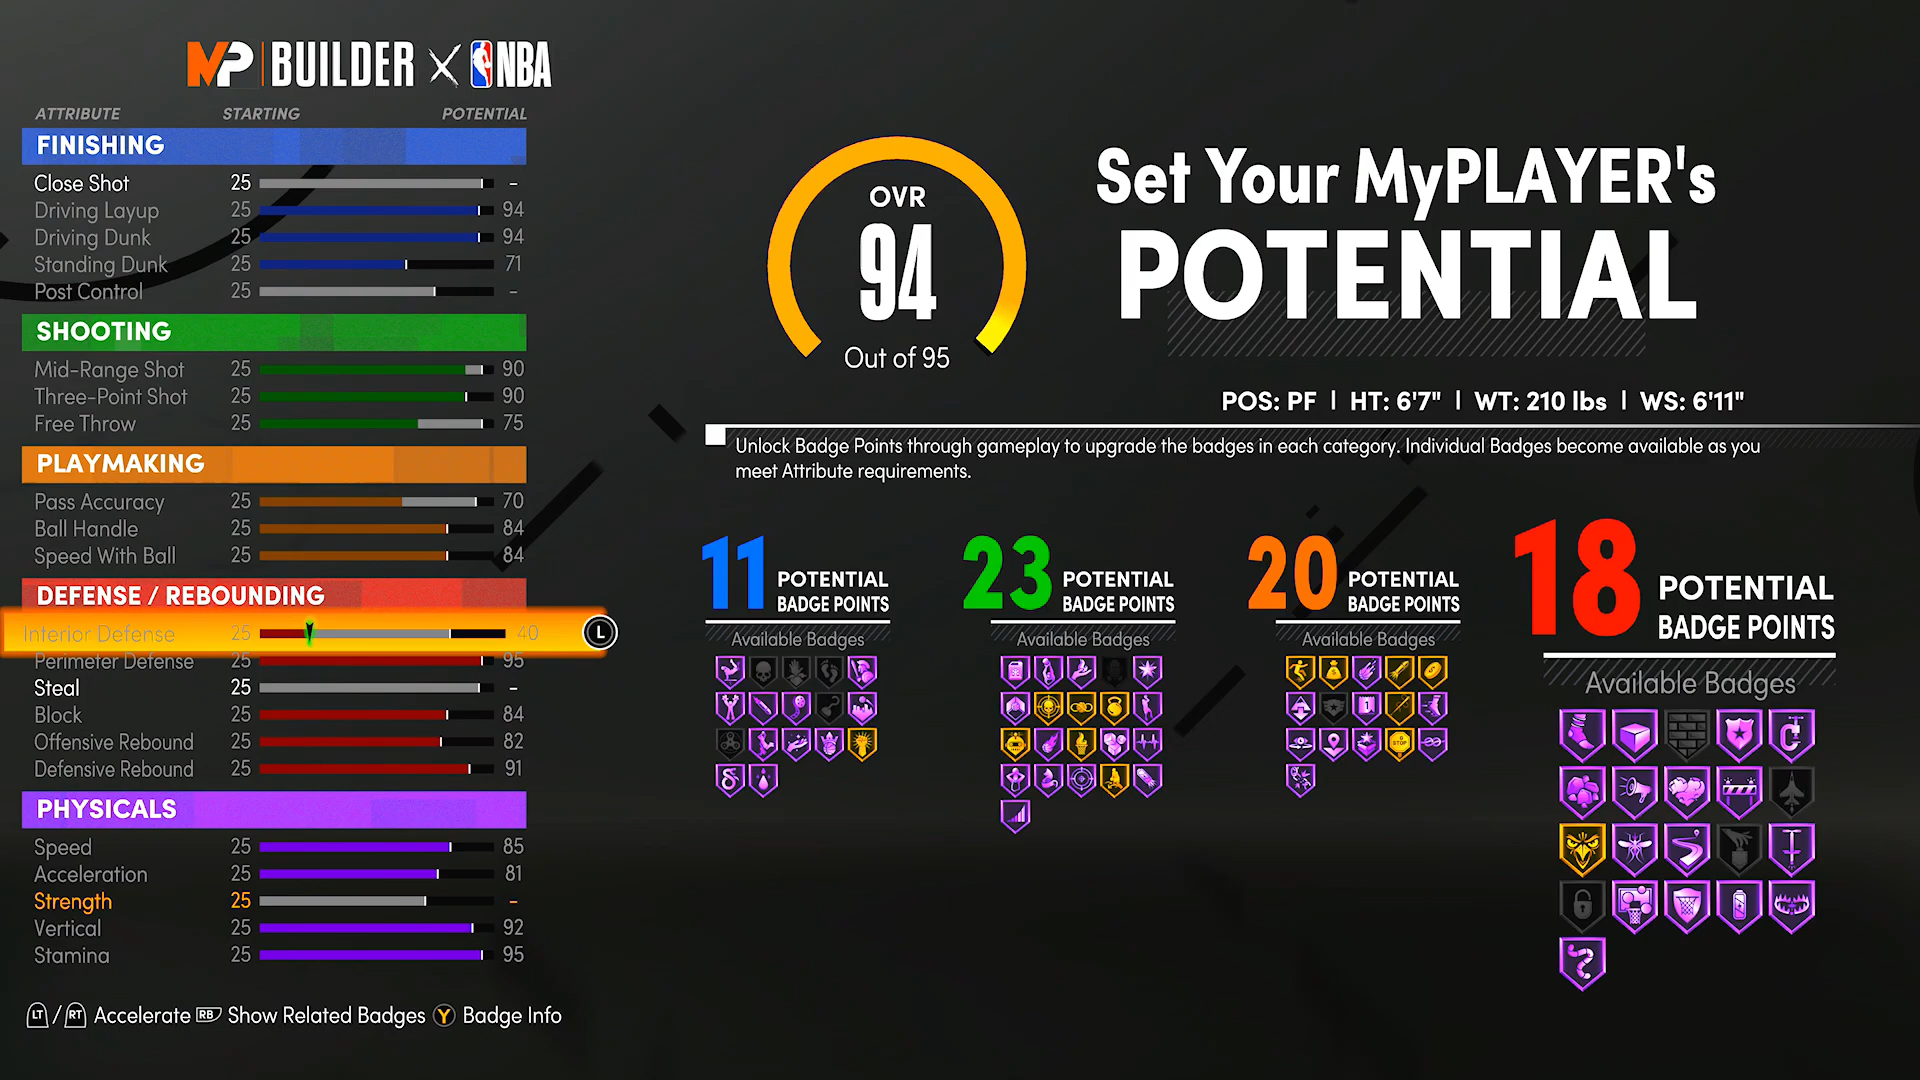 MP | BUILDER X NBA
ATTRIBUTE STARTING POTENTIAL
FINISHING
Close Shot 25 -
Driving Layup 25 94
Driving Dunk 25 94
Standing Dunk 25 71
Post Control 25 -
SHOOTING
Mid-Range Shot 25 90
Three-Point Shot 25 90
Free Throw 25 75
PLAYMAKING
Pass Accuracy 25 70
Ball Handle 25 84
Speed With Ball 25 84
DEFENSE / REBOUNDING
Interior Defense 25 40 L
Perimeter Defense 25 95
Steal 25 -
Block 25 84
Offensive Rebound 25 82
Defensive Rebound 25 91
PHYSICALS
Speed 25 85
Acceleration 25 81
Strength 25 -
Vertical 25 92
Stamina 25 95
LT / RT Accelerate RB Show Related Badges Y Badge Info
OVR
94
Out of 95
Set Your MyPLAYER's
POTENTIAL
POS: PF | HT: 6'7" | WT: 210 lbs | WS: 6'11"
Unlock Badge Points through gameplay to upgrade the badges in each category. Individual Badges become available as you
meet Attribute requirements.
11 POTENTIAL
BADGE POINTS
Available Badges
23 POTENTIAL
BADGE POINTS
Available Badges
20 POTENTIAL
BADGE POINTS
Available Badges
18 POTENTIAL
BADGE POINTS
Available Badges